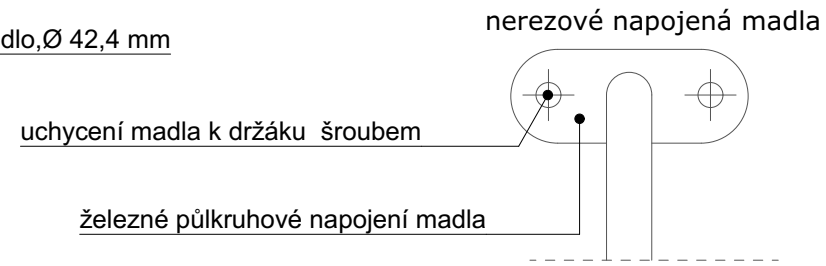 nerezové napojená madla
dlo,Ø 42,4 mm
uchycení madla k držáku šroubem
železné půlkruhové napojení madla